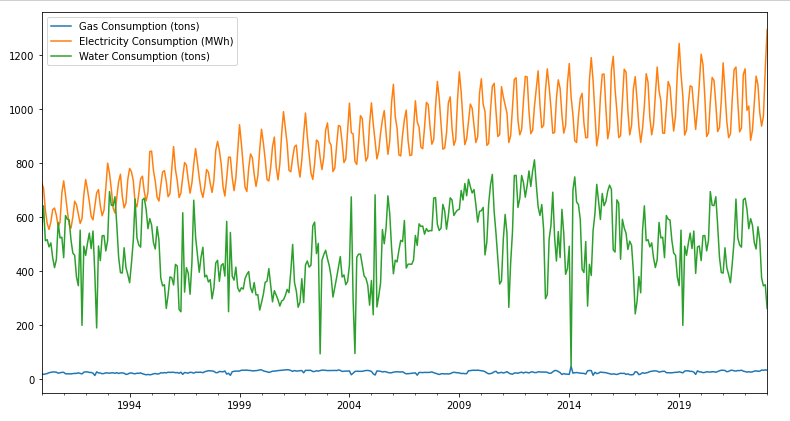 Gas Consumption (tons)
Electricity Consumption (MWh)
Water Consumption (tons)
1200
1000
800
600
400
200
0
1994 1999 2004 2009 2014 2019